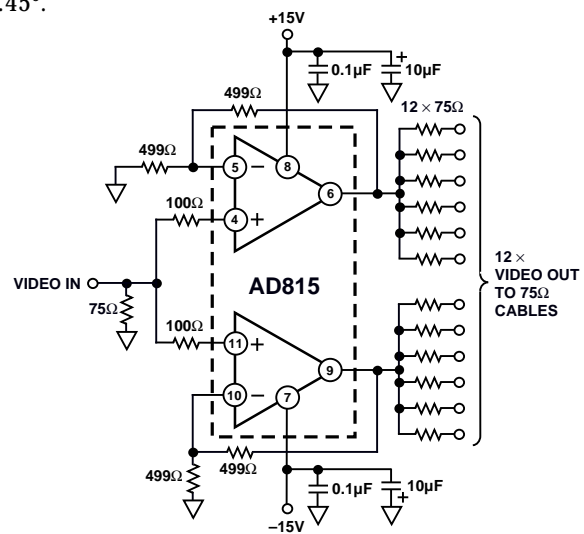 .45°.
+15V
0.1µF
10µF
+
499Ω
12 × 75Ω
499Ω
5
−
8
6
100Ω
4
+
VIDEO IN
75Ω
AD815
12 ×
VIDEO OUT
TO 75Ω
CABLES
100Ω
11
+
9
10
−
7
499Ω
499Ω
0.1µF
10µF
+
–15V